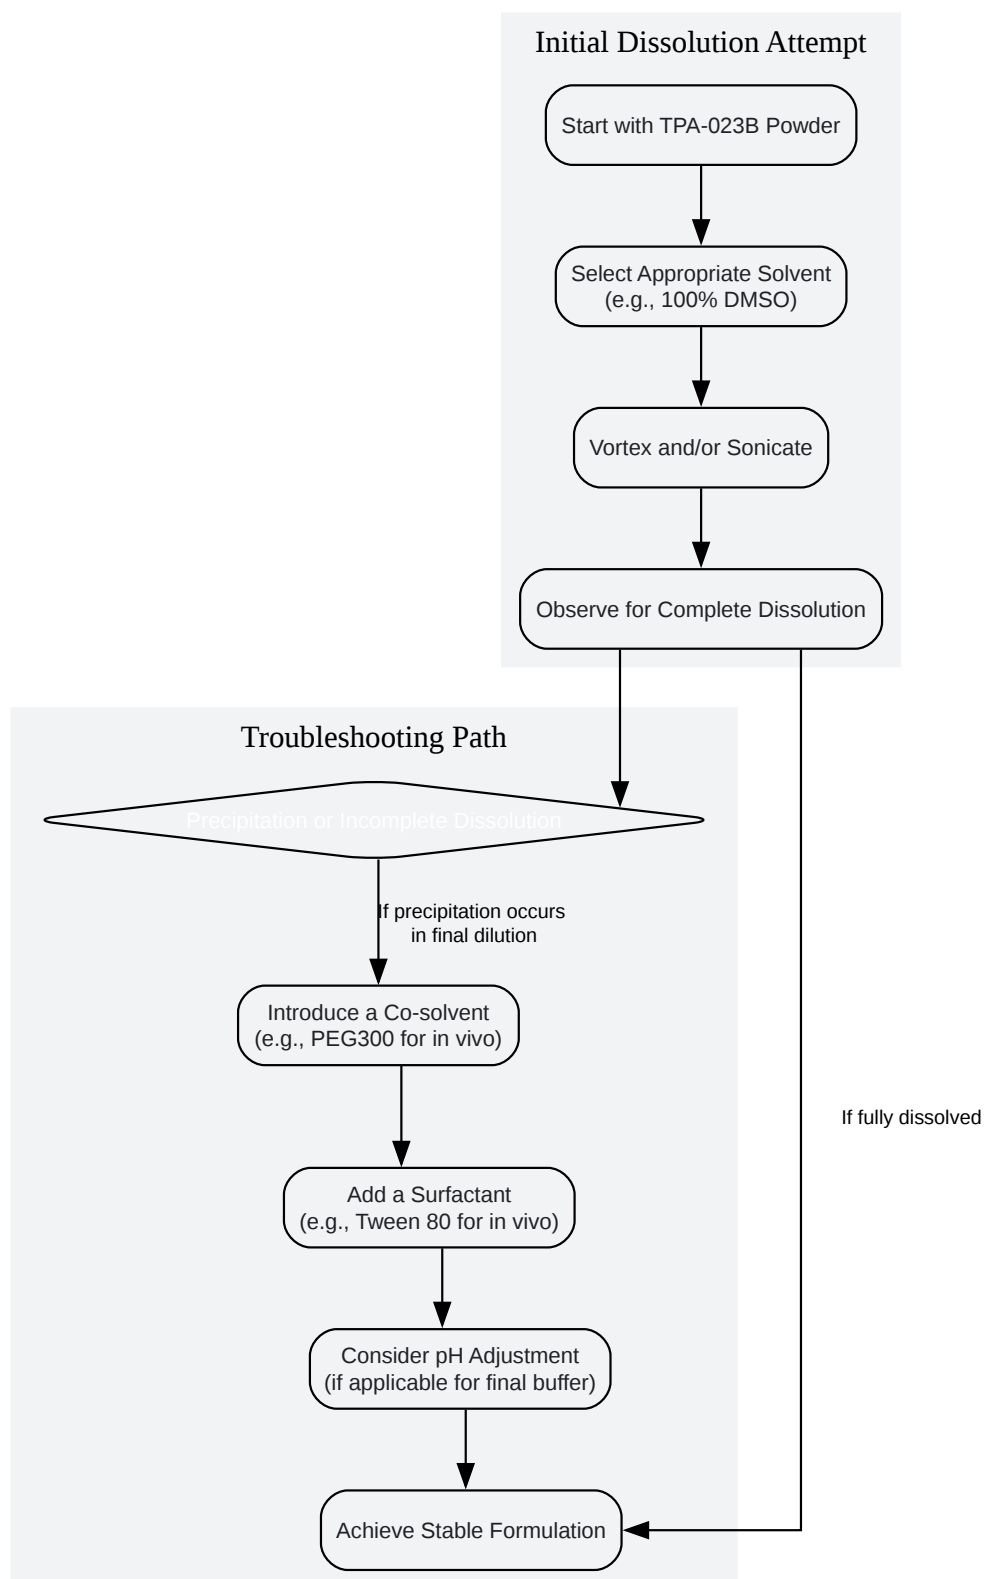 Initial Dissolution Attempt
Start with TPA-023B Powder
Select Appropriate Solvent
(e.g., 100% DMSO)
Vortex and/or Sonicate
Observe for Complete Dissolution
Troubleshooting Path
Precipitation or Incomplete Dissolution
If precipitation occurs
in final dilution
Introduce a Co-solvent
(e.g., PEG300 for in vivo)
If fully dissolved
Add a Surfactant
(e.g., Tween 80 for in vivo)
Consider pH Adjustment
(if applicable for final buffer)
Achieve Stable Formulation